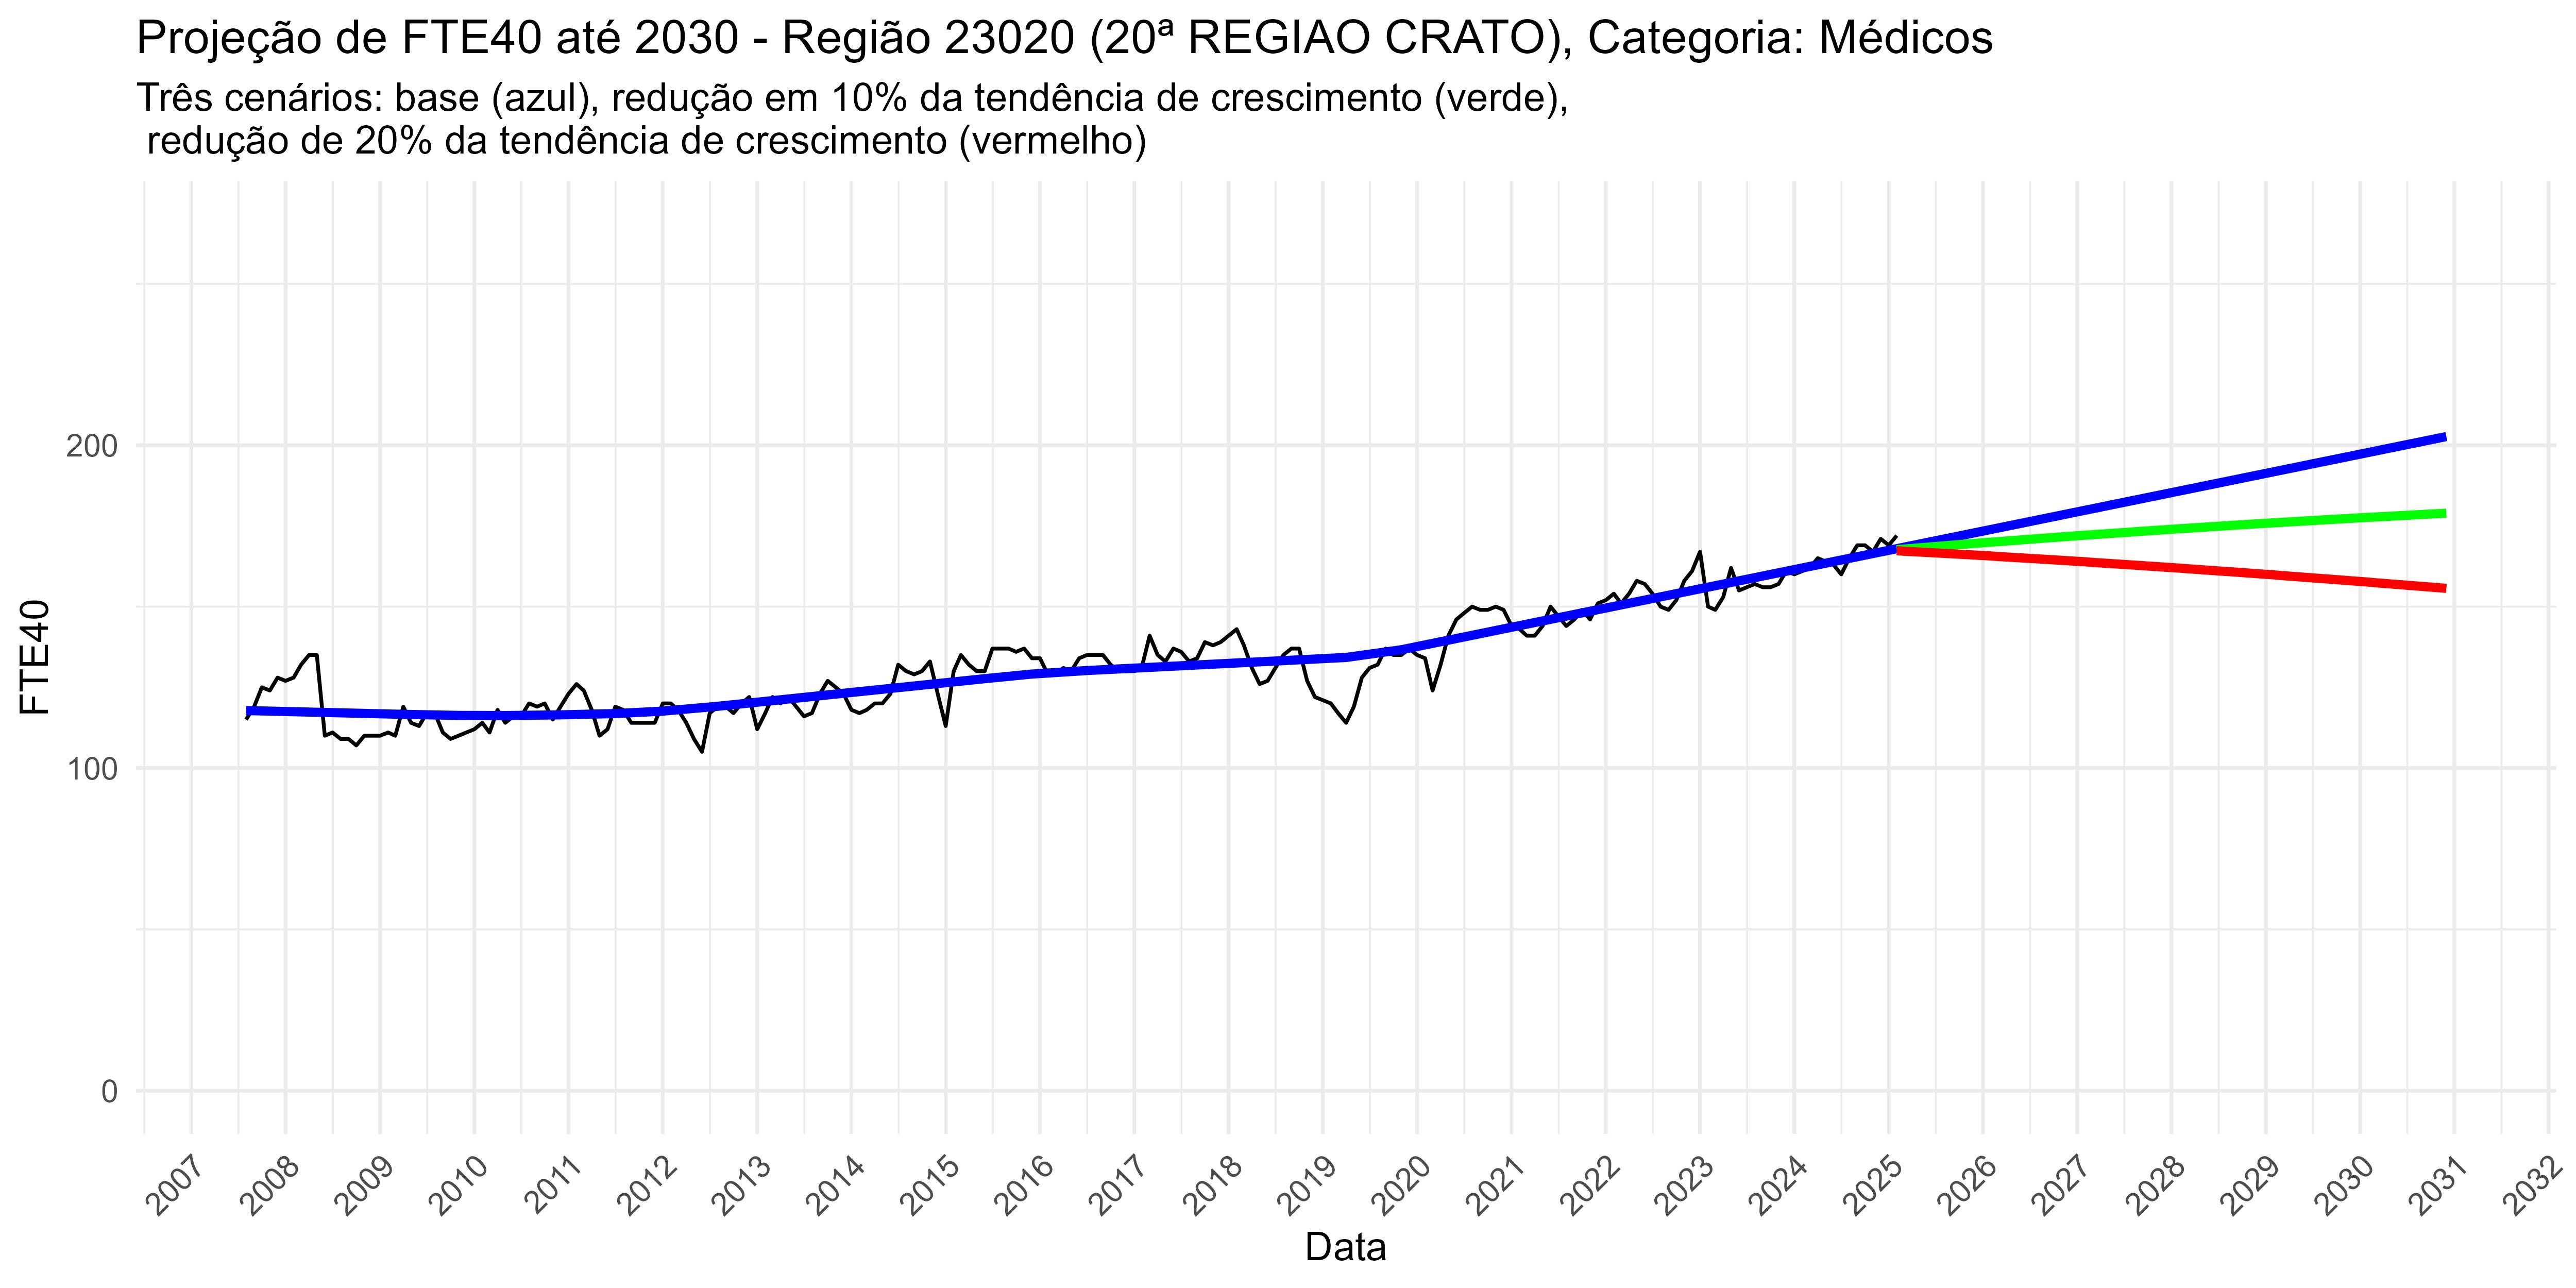 Projeção de FTE40 até 2030 - Região 23020 (20ª REGIAO CRATO), Categoria: Médicos
Três cenários: base (azul), redução em 10% da tendência de crescimento (verde),
redução de 20% da tendência de crescimento (vermelho)
FTE40
200
100
0
2007 2008 2009 2010 2011 2012 2013 2014 2015 2016 2017 2018 2019 2020 2021 2022 2023 2024 2025 2026 2027 2028 2029 2030 2031 2032
Data